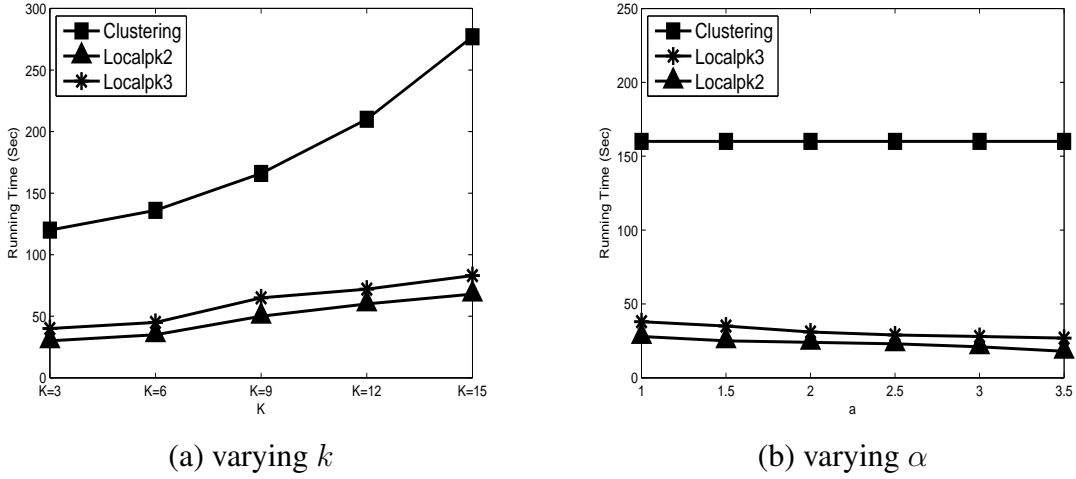 300
250
200
150
100
50
0
Running Time (Sec)
Clustering
Localpk2
Localpk3
K=3 K=6 K=9 K=12 K=15
K
(a) varying k
250
200
150
100
50
0
Running Time (Sec)
Clustering
Localpk3
Localpk2
1 1.5 2 2.5 3 3.5
a
(b) varying α